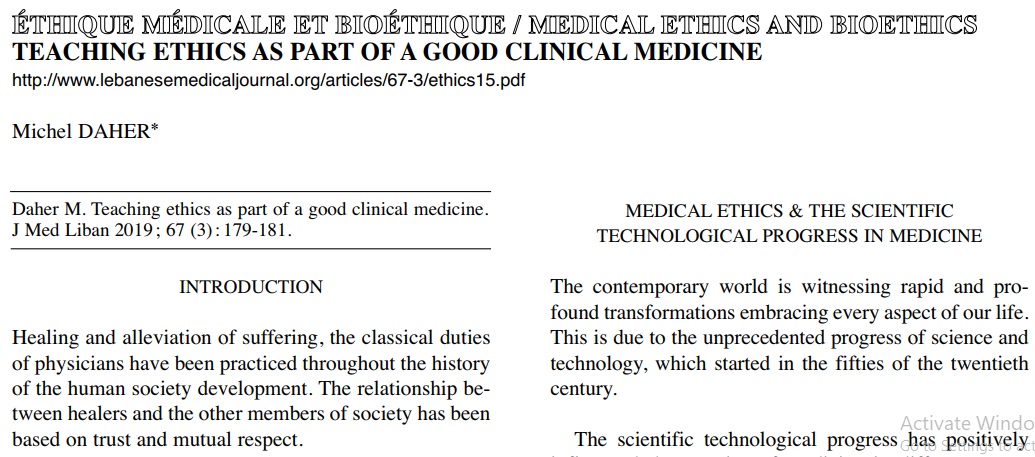 ÉTHIQUE MÉDICALE ET BIOÉTHIQUE / MEDICAL ETHICS AND BIOETHICS
TEACHING ETHICS AS PART OF A GOOD CLINICAL MEDICINE
http://www.lebanesemedicaljournal.org/articles/67-3/ethics15.pdf
Michel DAHER*
Daher M. Teaching ethics as part of a good clinical medicine.
J Med Liban 2019 ; 67 (3) : 179-181.
INTRODUCTION
Healing and alleviation of suffering, the classical duties
of physicians have been practiced throughout the history
of the human society development. The relationship be-
tween healers and the other members of society has been
based on trust and mutual respect.
MEDICAL ETHICS & THE SCIENTIFIC
TECHNOLOGICAL PROGRESS IN MEDICINE
The contemporary world is witnessing rapid and pro-
found transformations embracing every aspect of our life.
This is due to the unprecedented progress of science and
technology, which started in the fifties of the twentieth
century.
The scientific technological progress has positively
Activate Windo
Go to Settings to act